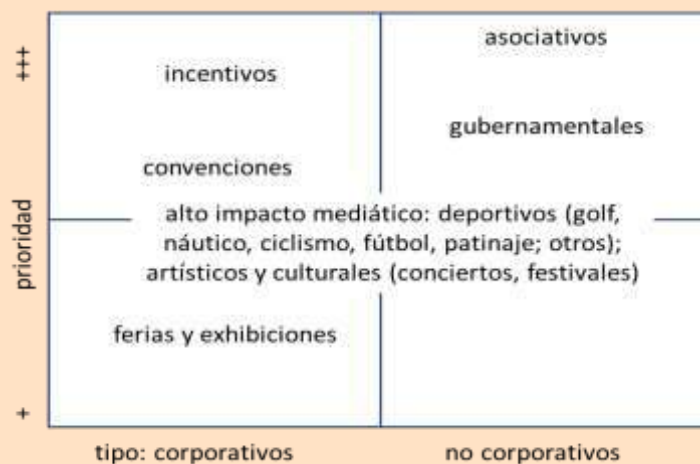 +++
prioridad
+
asociativos
incentivos
gubernamentales
convenciones
alto impacto mediático: deportivos (golf,
náutico, ciclismo, fútbol, patinaje; otros);
artísticos y culturales (conciertos, festivales)
ferias y exhibiciones
tipo: corporativos
no corporativos